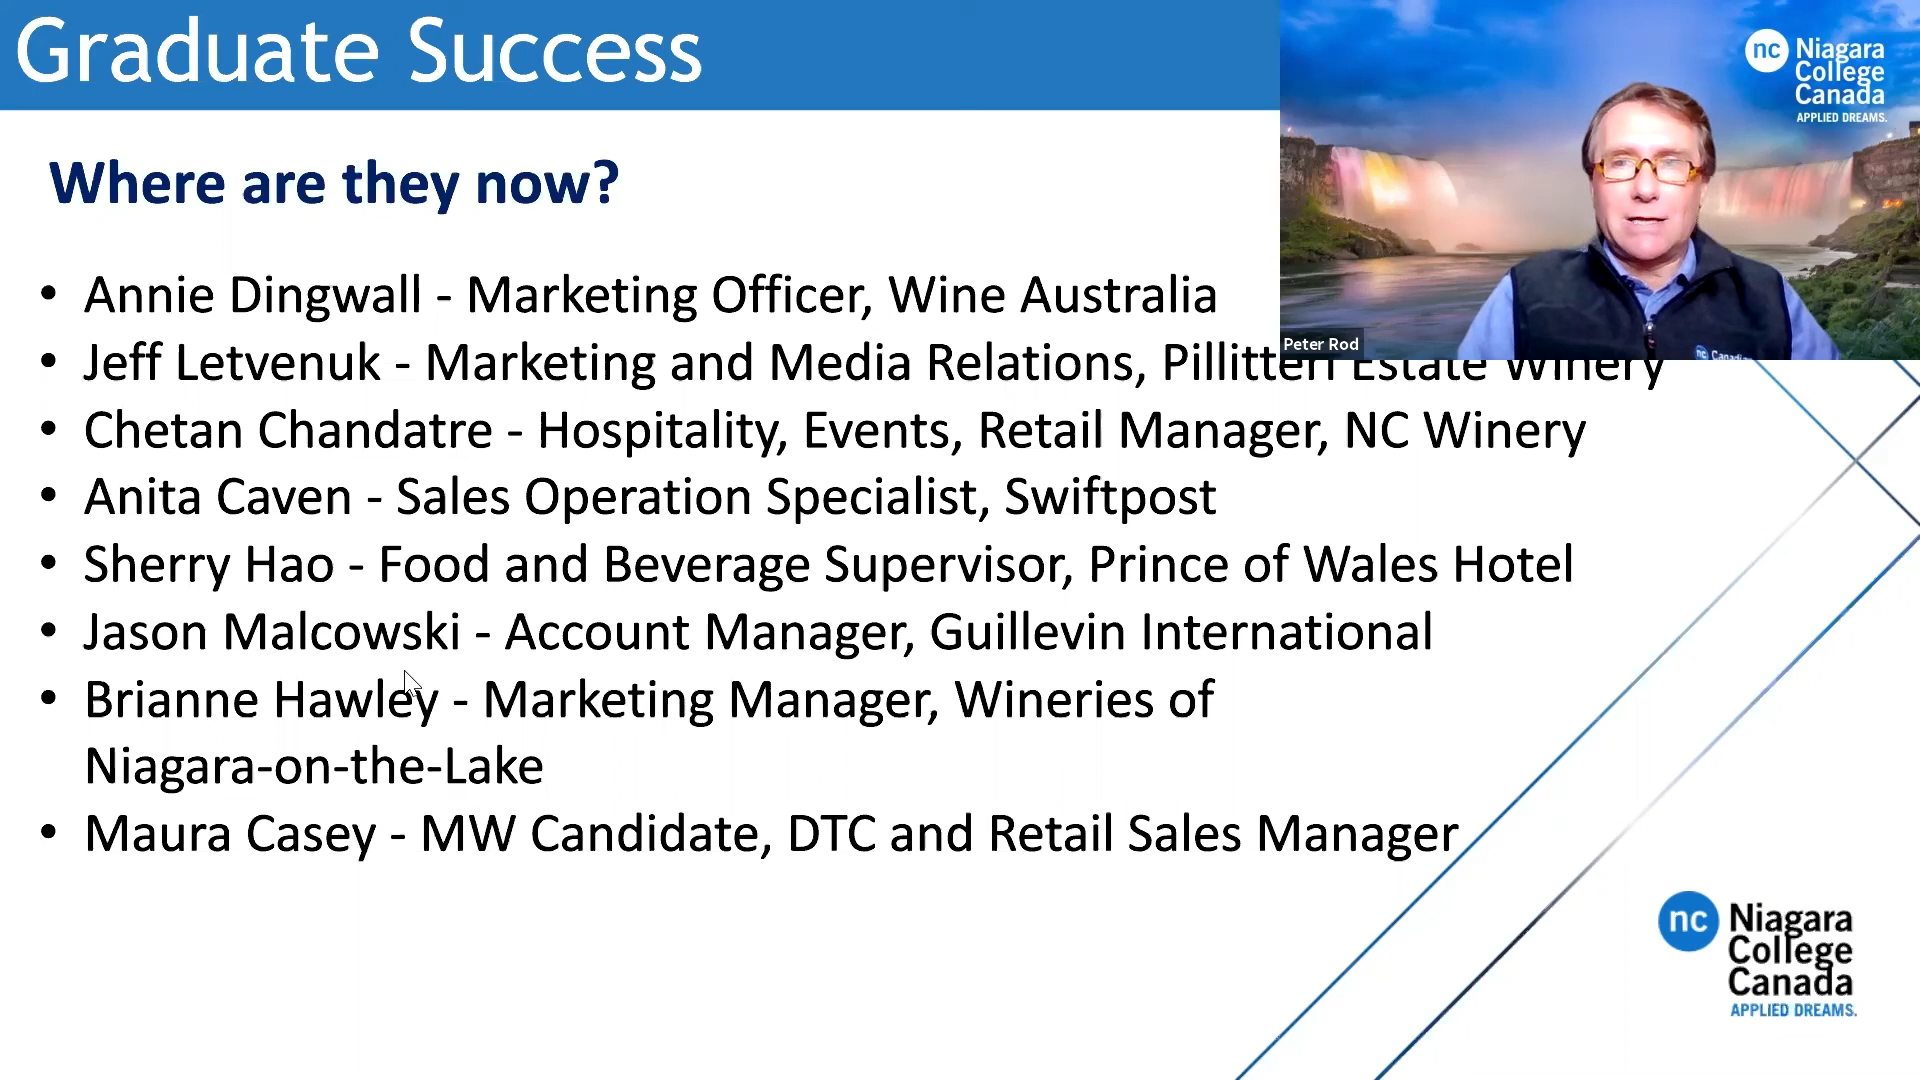 Graduate Success
nc Niagara
College
Canada
APPLIED DREAMS.
Where are they now?
• Annie Dingwall - Marketing Officer, Wine Australia
Peter Rod
• Jeff Letvenuk - Marketing and Media Relations, Pillitteri Estate Winery
• Chetan Chandatre - Hospitality, Events, Retail Manager, NC Winery
• Anita Caven - Sales Operation Specialist, Swiftpost
• Sherry Hao - Food and Beverage Supervisor, Prince of Wales Hotel
• Jason Malcowski - Account Manager, Guillevin International
• Brianne Hawley - Marketing Manager, Wineries of
Niagara-on-the-Lake
• Maura Casey - MW Candidate, DTC and Retail Sales Manager
nc Niagara
College
Canada
APPLIED DREAMS.